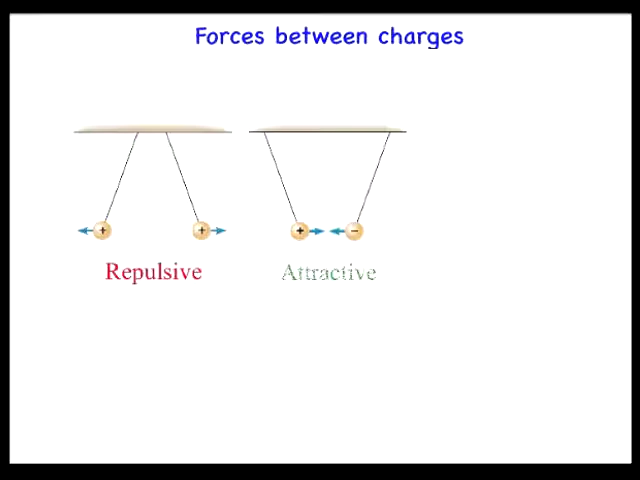 Forces between charges
+ + + −
Repulsive Attractive